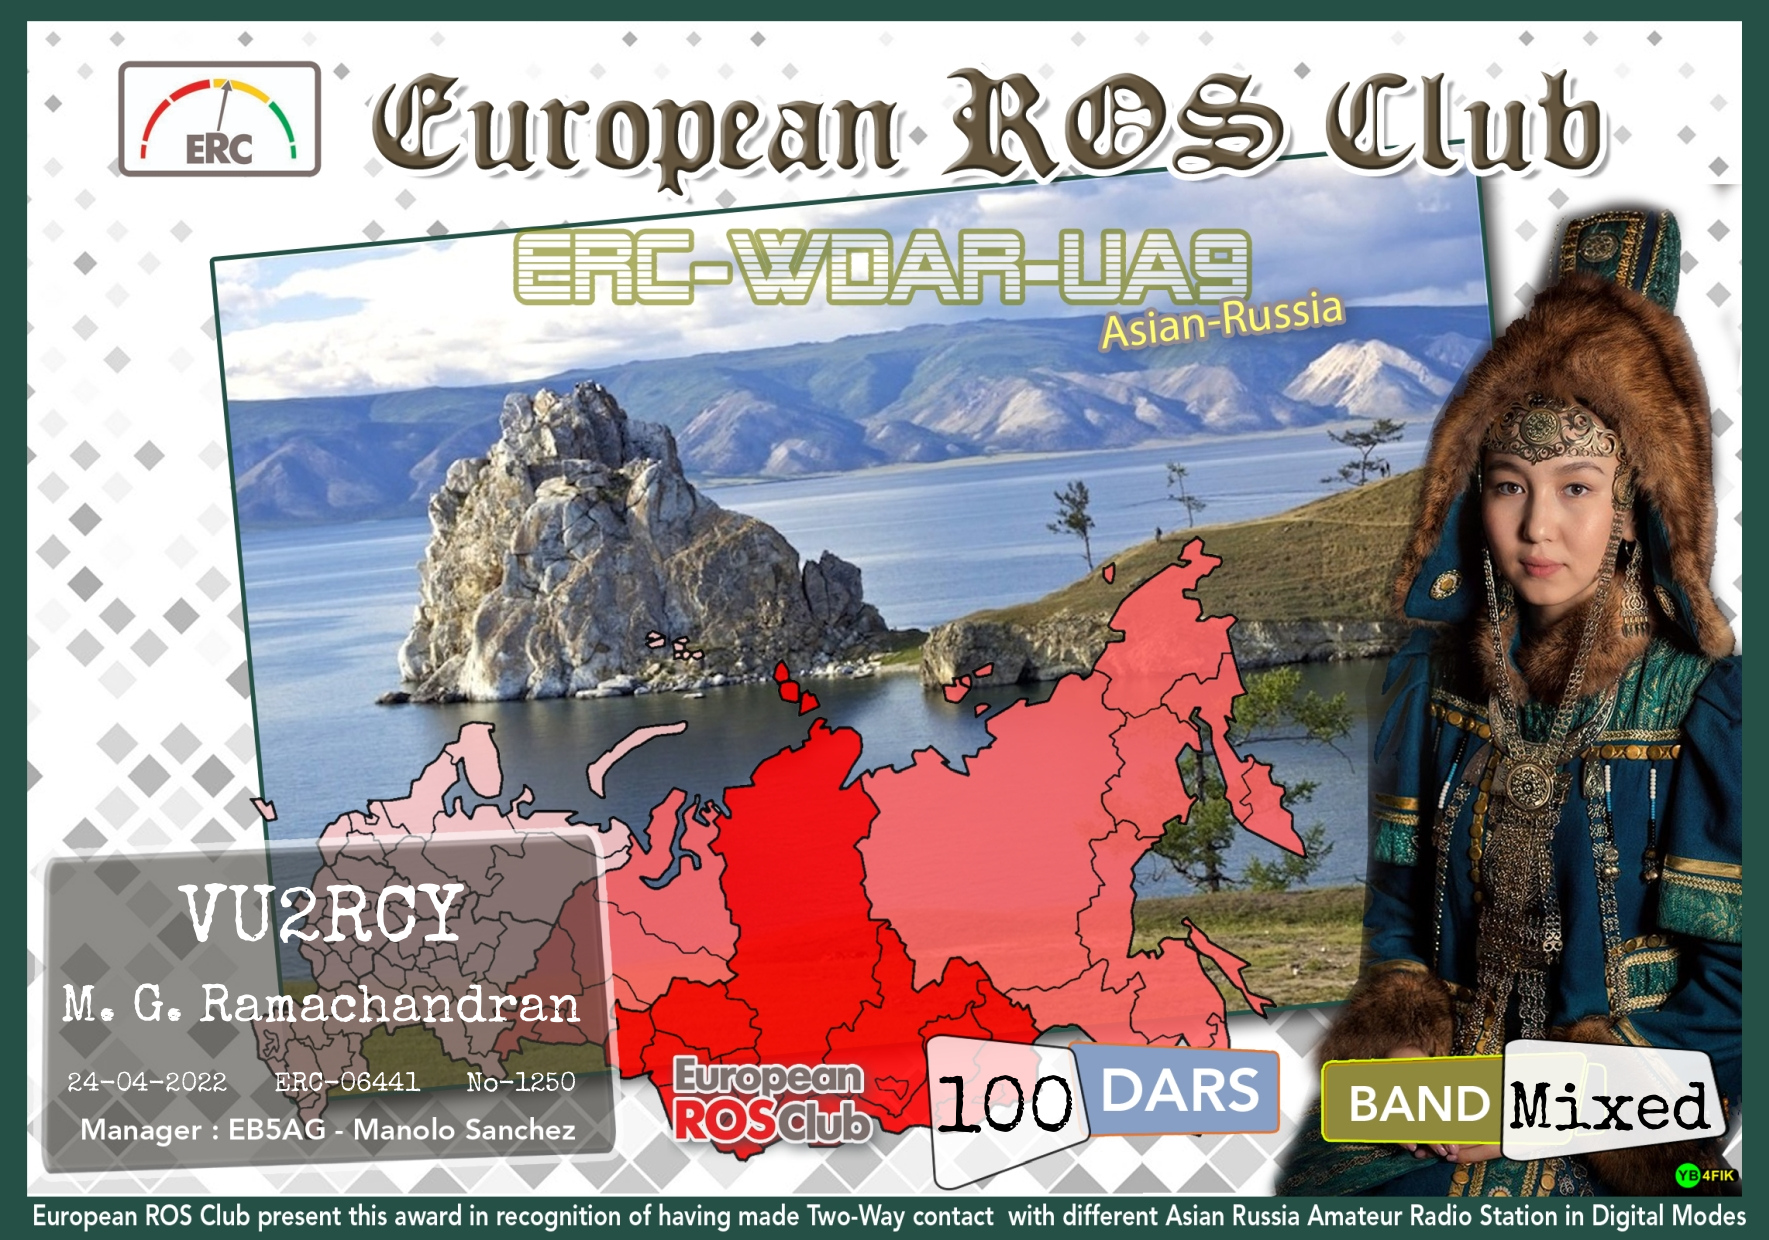 ERC
European ROS Club
ERC-WDAR-UA9
Asian-Russia
VU2RCY
M. G. Ramachandran
24-04-2022 ERC-06441 No-1250
Manager : EB5AG - Manolo Sanchez
European
ROSClub
100 DARS
BAND Mixed
YB4FIK
European ROS Club present this award in recognition of having made Two-Way contact with different Asian Russia Amateur Radio Station in Digital Modes